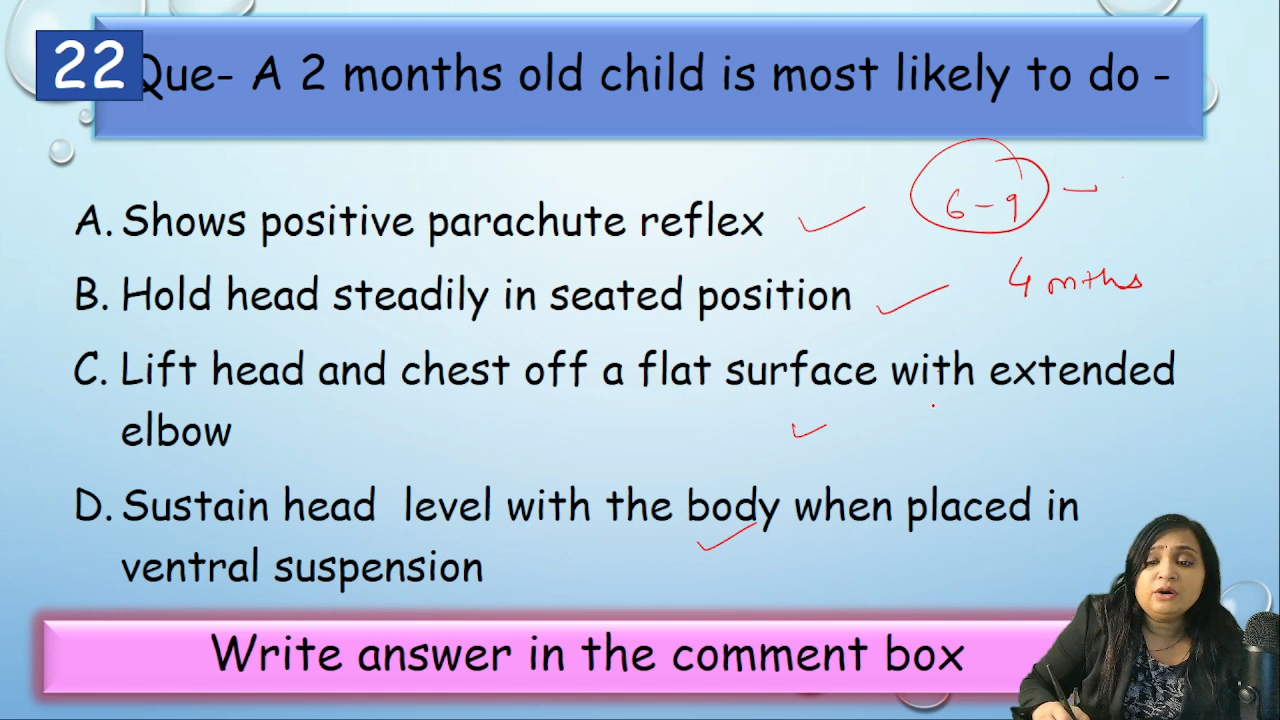 22 Que- A 2 months old child is most likely to do -
6-9 -
A. Shows positive parachute reflex
4 mnths
B. Hold head steadily in seated position
C. Lift head and chest off a flat surface with extended
elbow
D. Sustain head level with the body when placed in
ventral suspension
Write answer in the comment box